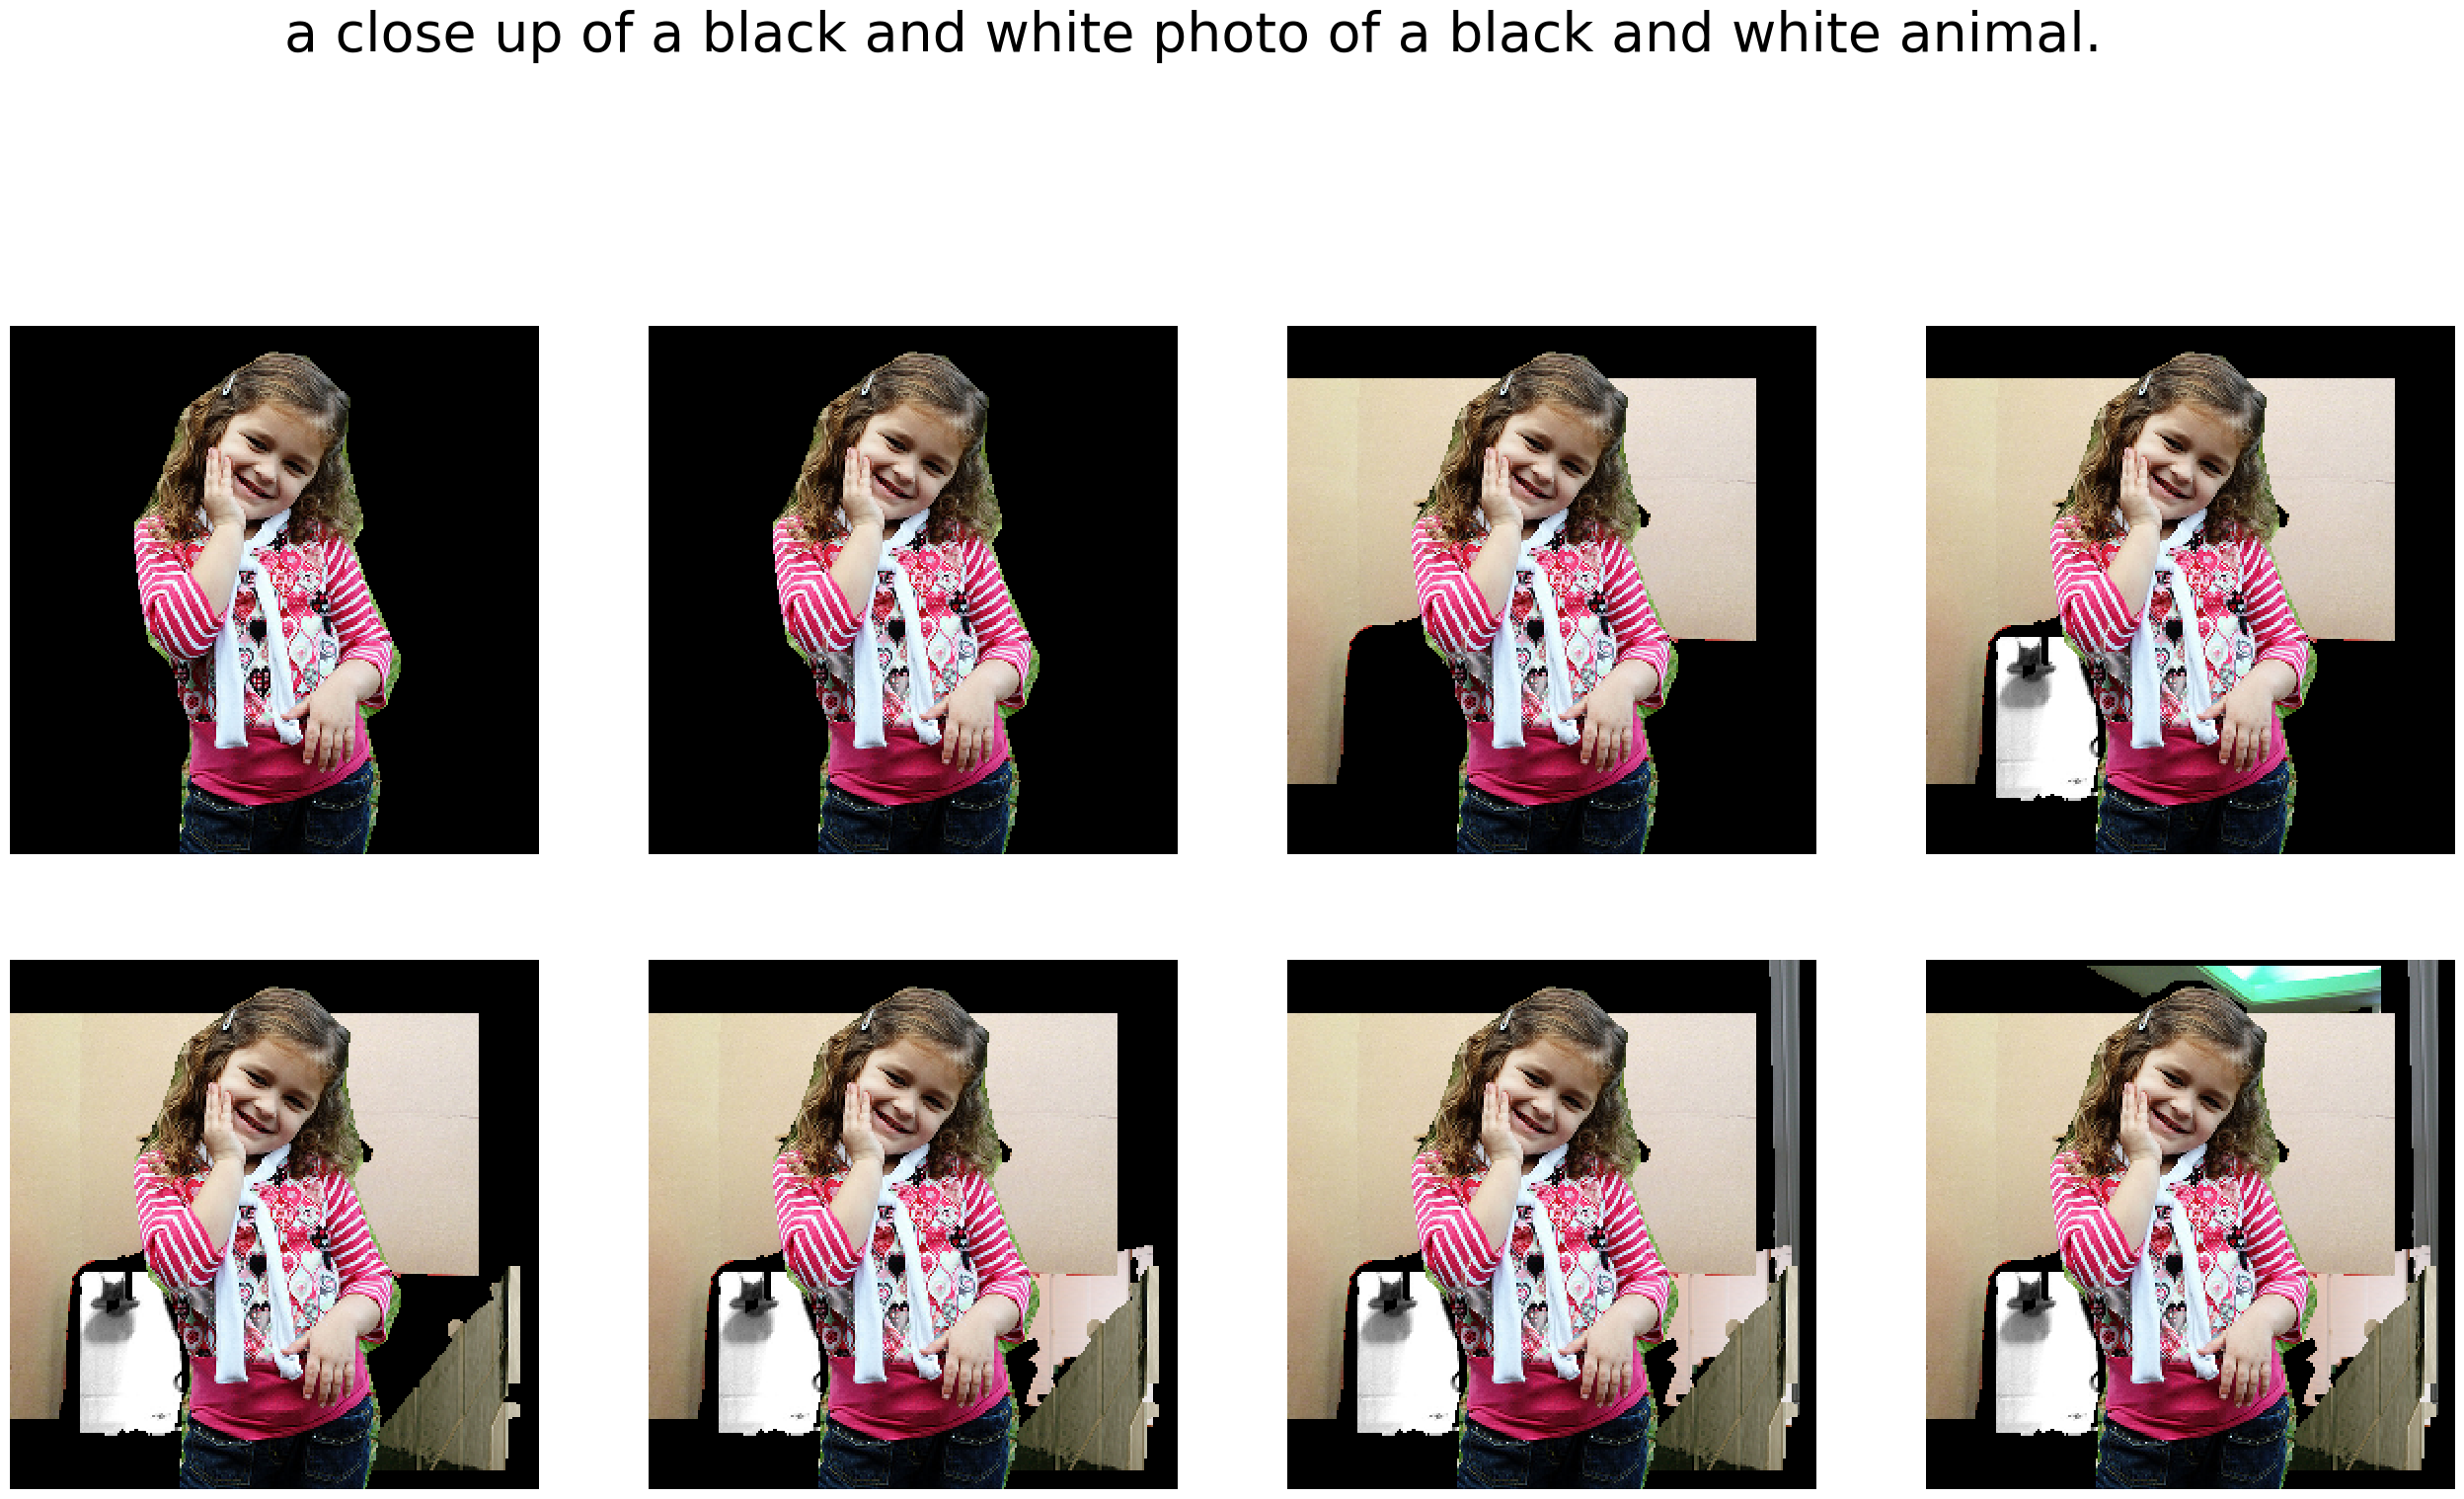 a close up of a black and white photo of a black and white animal.